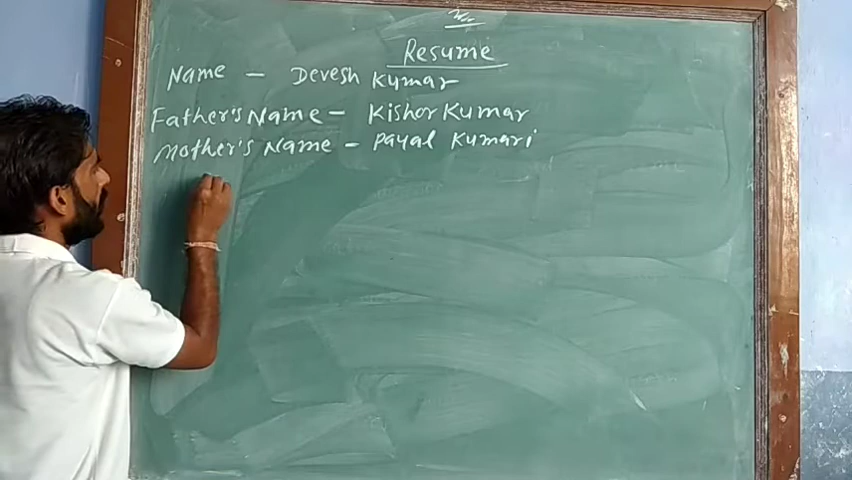 Resume
Name - Devesh Kumar
Father's Name - Kishor Kumar
Mother's Name - Payal Kumari